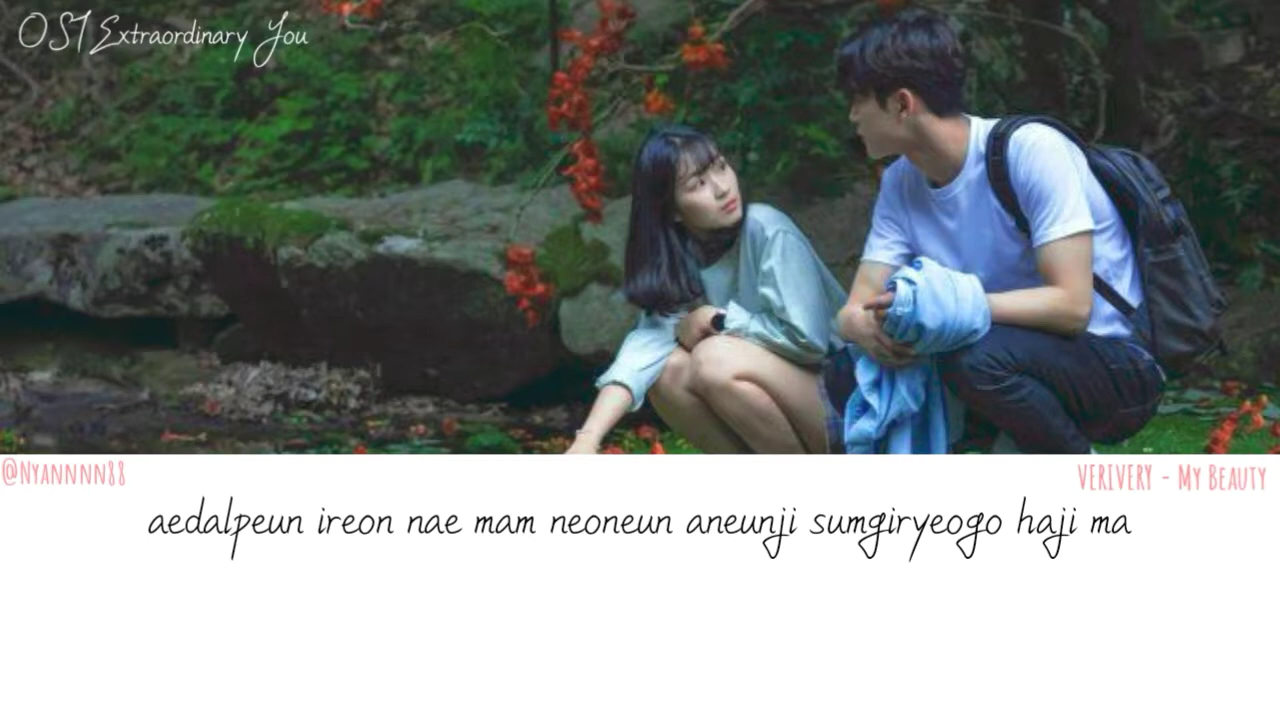 OST Extraordinary You
@Nyannnn88
VERIVERY - My Beauty
aedalpeun ireon nae mam neoneun aneunji sumgiryeogo haji ma